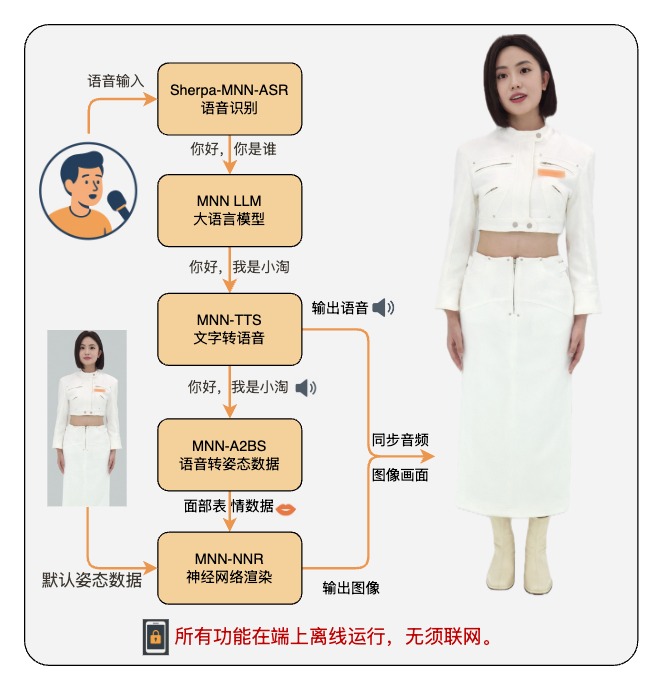 语音输入
Sherpa-MNN-ASR
语音识别
你好，你是谁
MNN LLM
大语言模型
你好，我是小淘
MNN-TTS
文字转语音
输出语音
你好，我是小淘
MNN-A2BS
语音转姿态数据
同步音频
图像画面
面部表情数据
MNN-NNR
神经网络渲染
默认姿态数据
输出图像
所有功能在端上离线运行，无须联网。